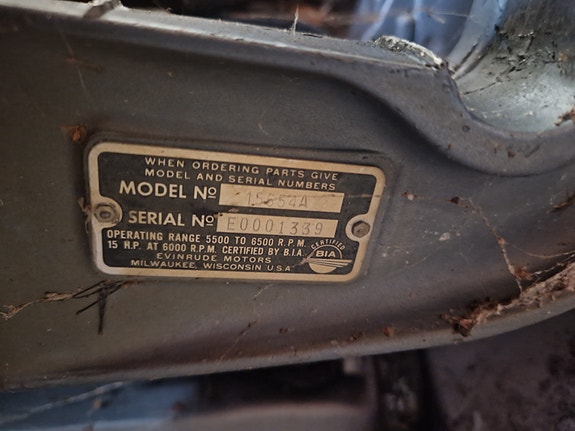 WHEN ORDERING PARTS GIVE
MODEL AND SERIAL NUMBERS
MODEL Nº 15654A
SERIAL Nº E0001339
OPERATING RANGE 5500 TO 6500 R.P.M.
15 H.P. AT 6000 R.P.M. CERTIFIED BY B.I.A.
EVINRUDE MOTORS
MILWAUKEE, WISCONSIN U.S.A.
CERTIFIED
BIA